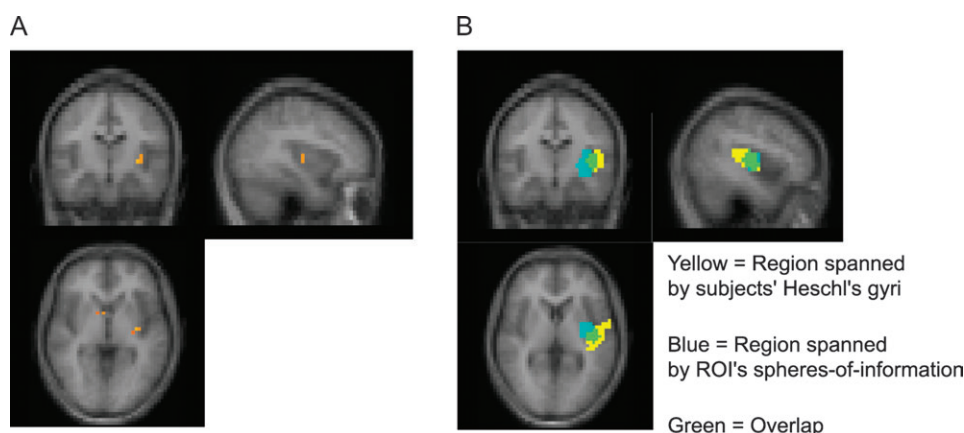 A
B
Yellow = Region spanned
by subjects' Heschl's gyri
Blue = Region spanned
by ROI's spheres-of-information
Green = Overlap